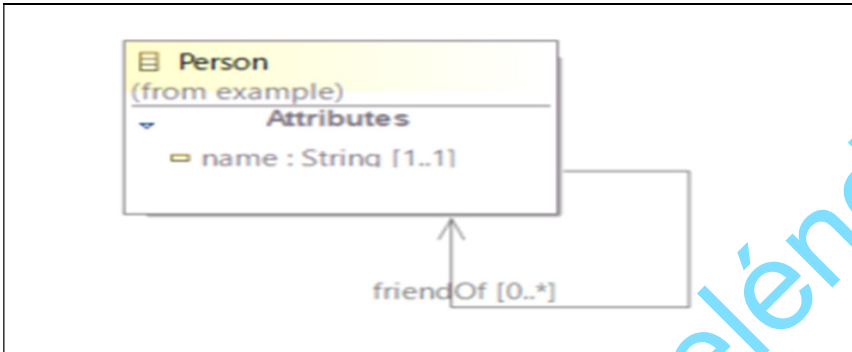 Person
(from example)
Attributes
name : String [1..1]
friendOf [0..*]